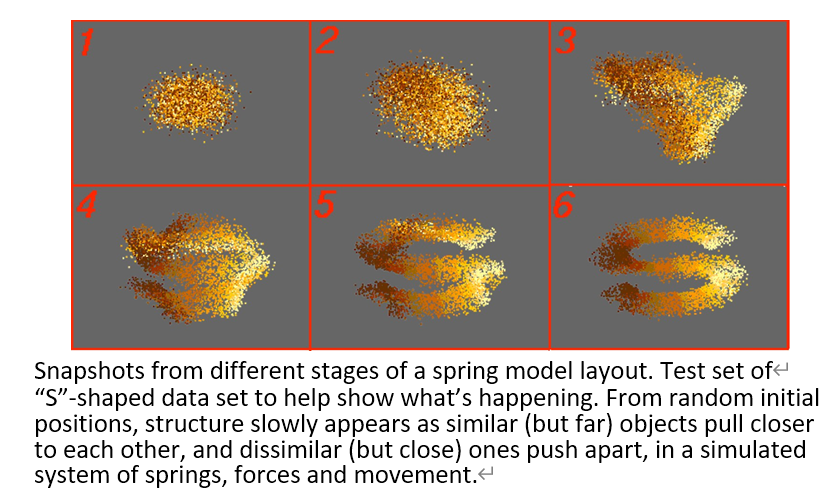 1 2 3
4 5 6
Snapshots from different stages of a spring model layout. Test set of
“S”-shaped data set to help show what’s happening. From random initial
positions, structure slowly appears as similar (but far) objects pull closer
to each other, and dissimilar (but close) ones push apart, in a simulated
system of springs, forces and movement.